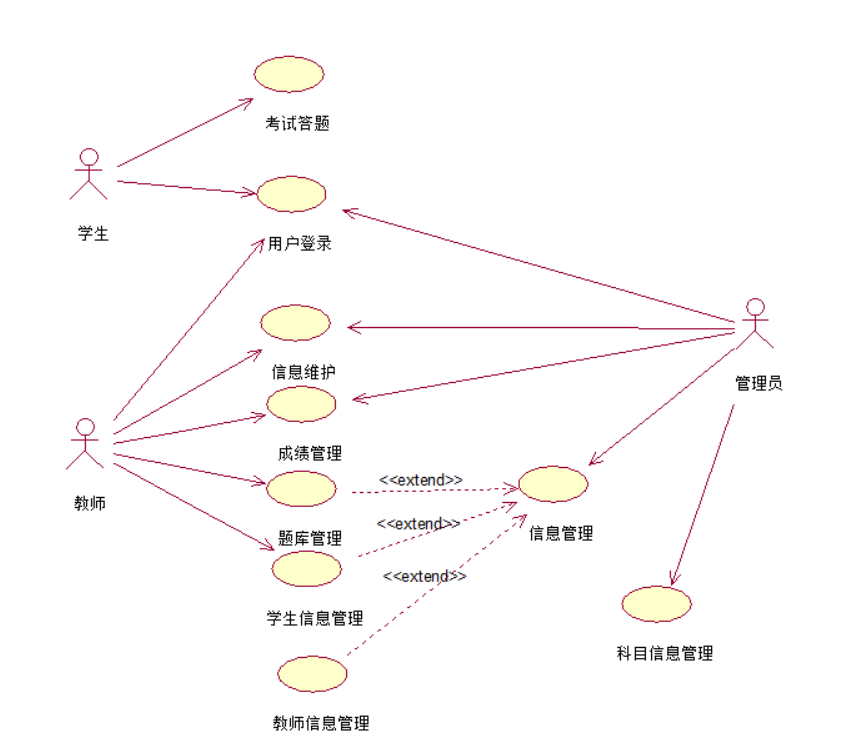 考试答题
学生
用户登录
信息维护
管理员
成绩管理
教师
<<extend>>
题库管理
<<extend>>
信息管理
<<extend>>
学生信息管理
科目信息管理
教师信息管理